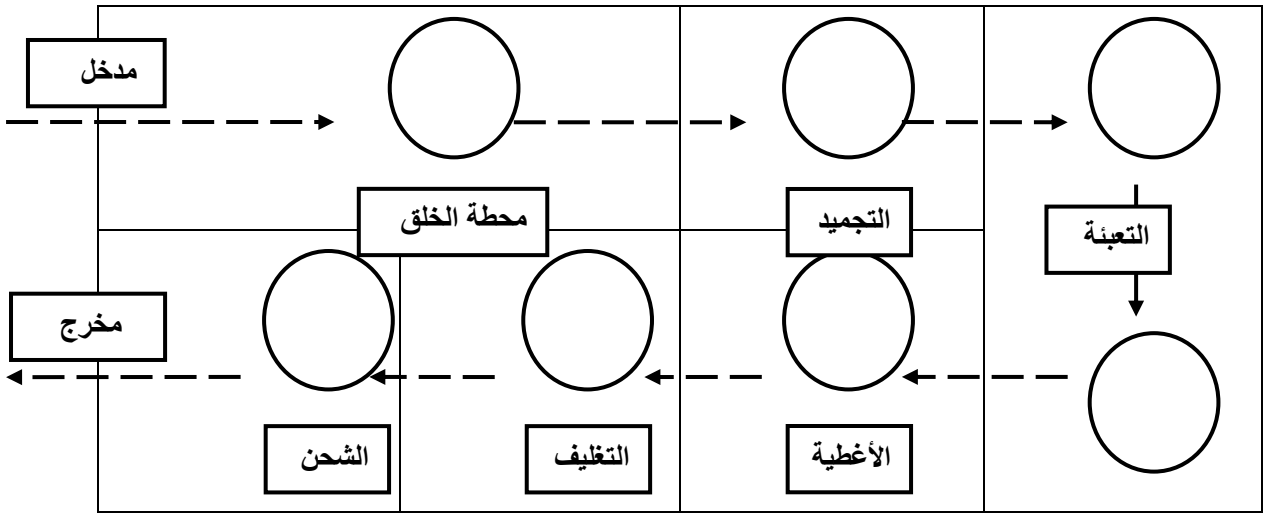 مدخل
محطة الخلق
التجميد
التعبئة
مخرج
الشحن
التغليف
الأغطية